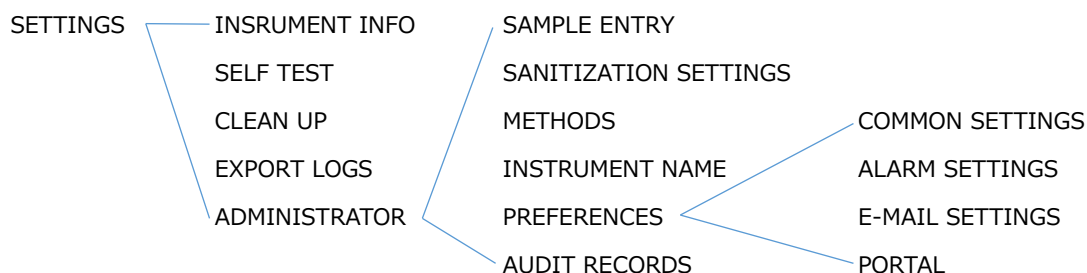 SETTINGS INSRUMENT INFO SAMPLE ENTRY
SELF TEST SANITIZATION SETTINGS
CLEAN UP METHODS COMMON SETTINGS
EXPORT LOGS INSTRUMENT NAME ALARM SETTINGS
ADMINISTRATOR PREFERENCES E-MAIL SETTINGS
AUDIT RECORDS PORTAL